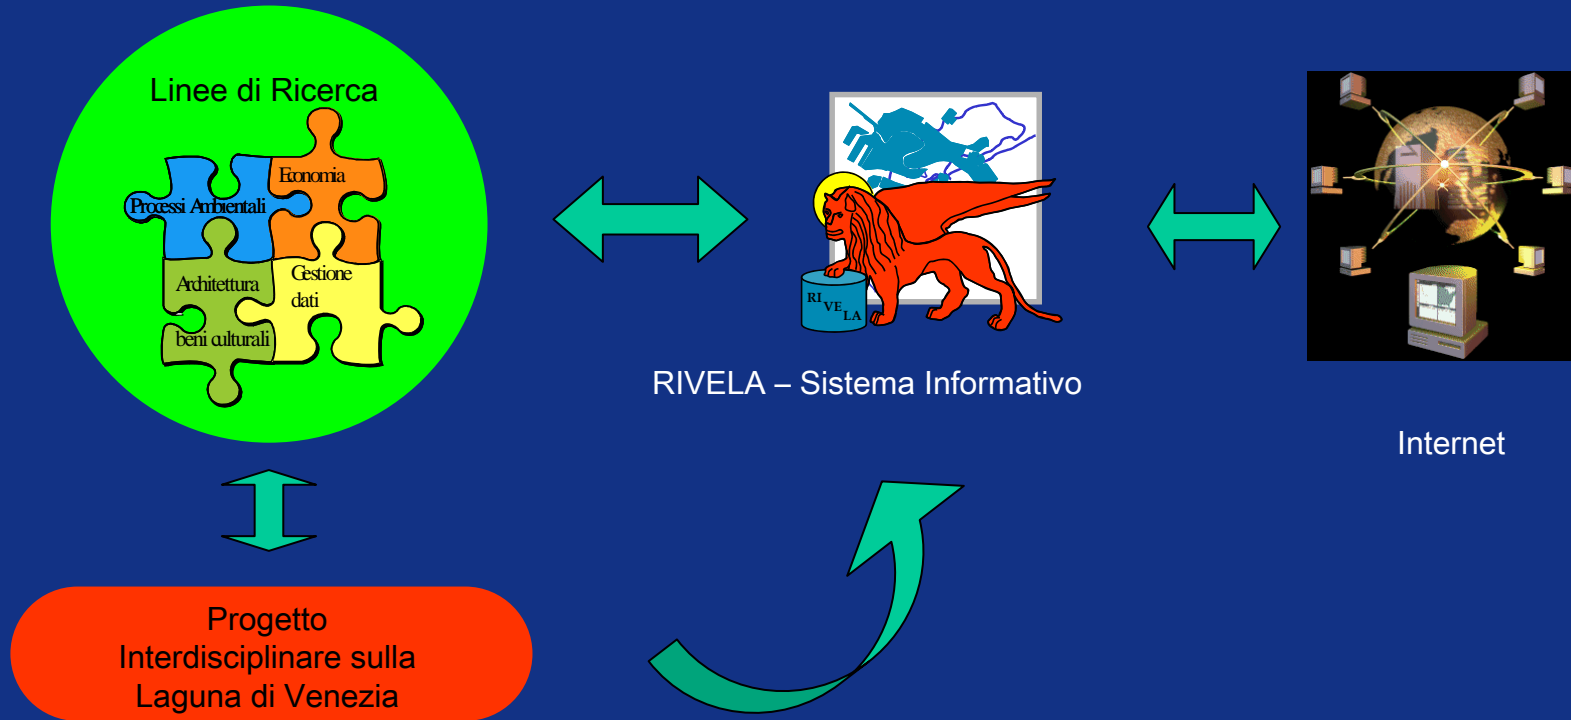 Linee di Ricerca
Economia
Processi Ambientali
Architettura
beni culturali
Gestione
dati
RI
VE
LA
RIVELA – Sistema Informativo
Internet
Progetto
Interdisciplinare sulla
Laguna di Venezia